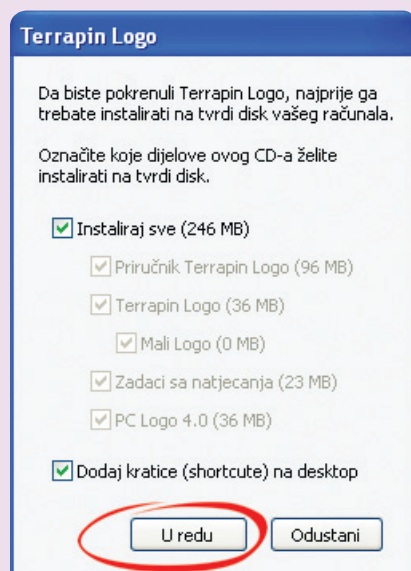 Terrapin Logo
Da biste pokrenuli Terrapin Logo, najprije ga
trebate instalirati na tvrdi disk vašeg računala.
Označite koje dijelove ovog CD-a želite
instalirati na tvrdi disk.
Instaliraj sve (246 MB)
Priručnik Terrapin Logo (96 MB)
Terrapin Logo (36 MB)
Mali Logo (0 MB)
Zadaci sa natjecanja (23 MB)
PC Logo 4.0 (36 MB)
Dodaj kratice (shortcute) na desktop
U redu Odustani